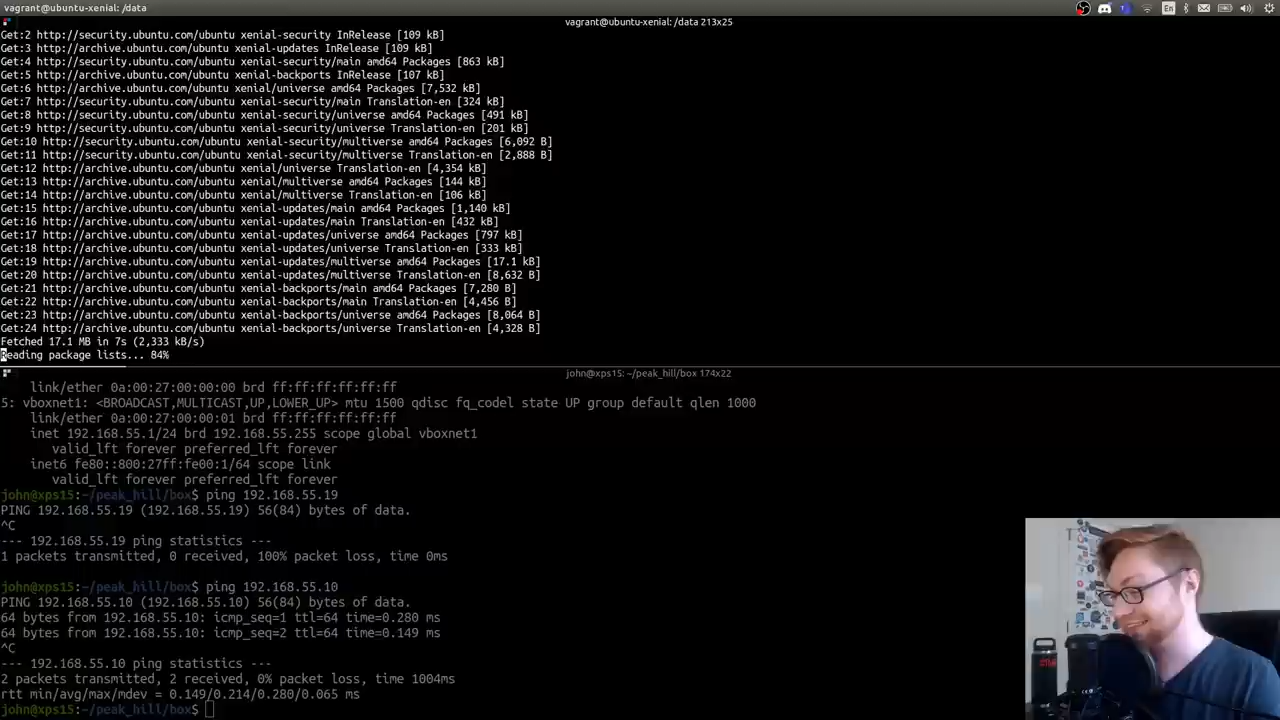 vagrant@ubuntu-xenial: /data
En
vagrant@ubuntu-xenial: /data 213x25
Get:2 http://security.ubuntu.com/ubuntu xenial-security InRelease [109 kB]
Get:3 http://archive.ubuntu.com/ubuntu xenial-updates InRelease [109 kB]
Get:4 http://security.ubuntu.com/ubuntu xenial-security/main amd64 Packages [863 kB]
Get:5 http://archive.ubuntu.com/ubuntu xenial-backports InRelease [107 kB]
Get:6 http://archive.ubuntu.com/ubuntu xenial/universe amd64 Packages [7,532 kB]
Get:7 http://security.ubuntu.com/ubuntu xenial-security/main Translation-en [324 kB]
Get:8 http://security.ubuntu.com/ubuntu xenial-security/universe amd64 Packages [491 kB]
Get:9 http://security.ubuntu.com/ubuntu xenial-security/universe Translation-en [201 kB]
Get:10 http://security.ubuntu.com/ubuntu xenial-security/multiverse amd64 Packages [6,092 B]
Get:11 http://security.ubuntu.com/ubuntu xenial-security/multiverse Translation-en [2,888 B]
Get:12 http://archive.ubuntu.com/ubuntu xenial/universe Translation-en [4,354 kB]
Get:13 http://archive.ubuntu.com/ubuntu xenial/multiverse amd64 Packages [144 kB]
Get:14 http://archive.ubuntu.com/ubuntu xenial/multiverse Translation-en [106 kB]
Get:15 http://archive.ubuntu.com/ubuntu xenial-updates/main amd64 Packages [1,140 kB]
Get:16 http://archive.ubuntu.com/ubuntu xenial-updates/main Translation-en [432 kB]
Get:17 http://archive.ubuntu.com/ubuntu xenial-updates/universe amd64 Packages [797 kB]
Get:18 http://archive.ubuntu.com/ubuntu xenial-updates/universe Translation-en [333 kB]
Get:19 http://archive.ubuntu.com/ubuntu xenial-updates/multiverse amd64 Packages [17.1 kB]
Get:20 http://archive.ubuntu.com/ubuntu xenial-updates/multiverse Translation-en [8,632 B]
Get:21 http://archive.ubuntu.com/ubuntu xenial-backports/main amd64 Packages [7,280 B]
Get:22 http://archive.ubuntu.com/ubuntu xenial-backports/main Translation-en [4,456 B]
Get:23 http://archive.ubuntu.com/ubuntu xenial-backports/universe amd64 Packages [8,064 B]
Get:24 http://archive.ubuntu.com/ubuntu xenial-backports/universe Translation-en [4,328 B]
Fetched 17.1 MB in 7s (2,333 kB/s)
Reading package lists... 84%
john@xps15: ~/peak_hill/box 174x22
link/ether 0a:00:27:00:00:00 brd ff:ff:ff:ff:ff:ff
5: vboxnet1: <BROADCAST,MULTICAST,UP,LOWER_UP> mtu 1500 qdisc fq_codel state UP group default qlen 1000
link/ether 0a:00:27:00:00:01 brd ff:ff:ff:ff:ff:ff
inet 192.168.55.1/24 brd 192.168.55.255 scope global vboxnet1
valid_lft forever preferred_lft forever
inet6 fe80::800:27ff:fe00:1/64 scope link
valid_lft forever preferred_lft forever
john@xps15:~/peak_hill/box$ ping 192.168.55.19
PING 192.168.55.19 (192.168.55.19) 56(84) bytes of data.
^C
--- 192.168.55.19 ping statistics ---
1 packets transmitted, 0 received, 100% packet loss, time 0ms
john@xps15:~/peak_hill/box$ ping 192.168.55.10
PING 192.168.55.10 (192.168.55.10) 56(84) bytes of data.
64 bytes from 192.168.55.10: icmp_seq=1 ttl=64 time=0.280 ms
64 bytes from 192.168.55.10: icmp_seq=2 ttl=64 time=0.149 ms
^C
--- 192.168.55.10 ping statistics ---
2 packets transmitted, 2 received, 0% packet loss, time 1004ms
rtt min/avg/max/mdev = 0.149/0.214/0.280/0.065 ms
john@xps15:~/peak_hill/box$